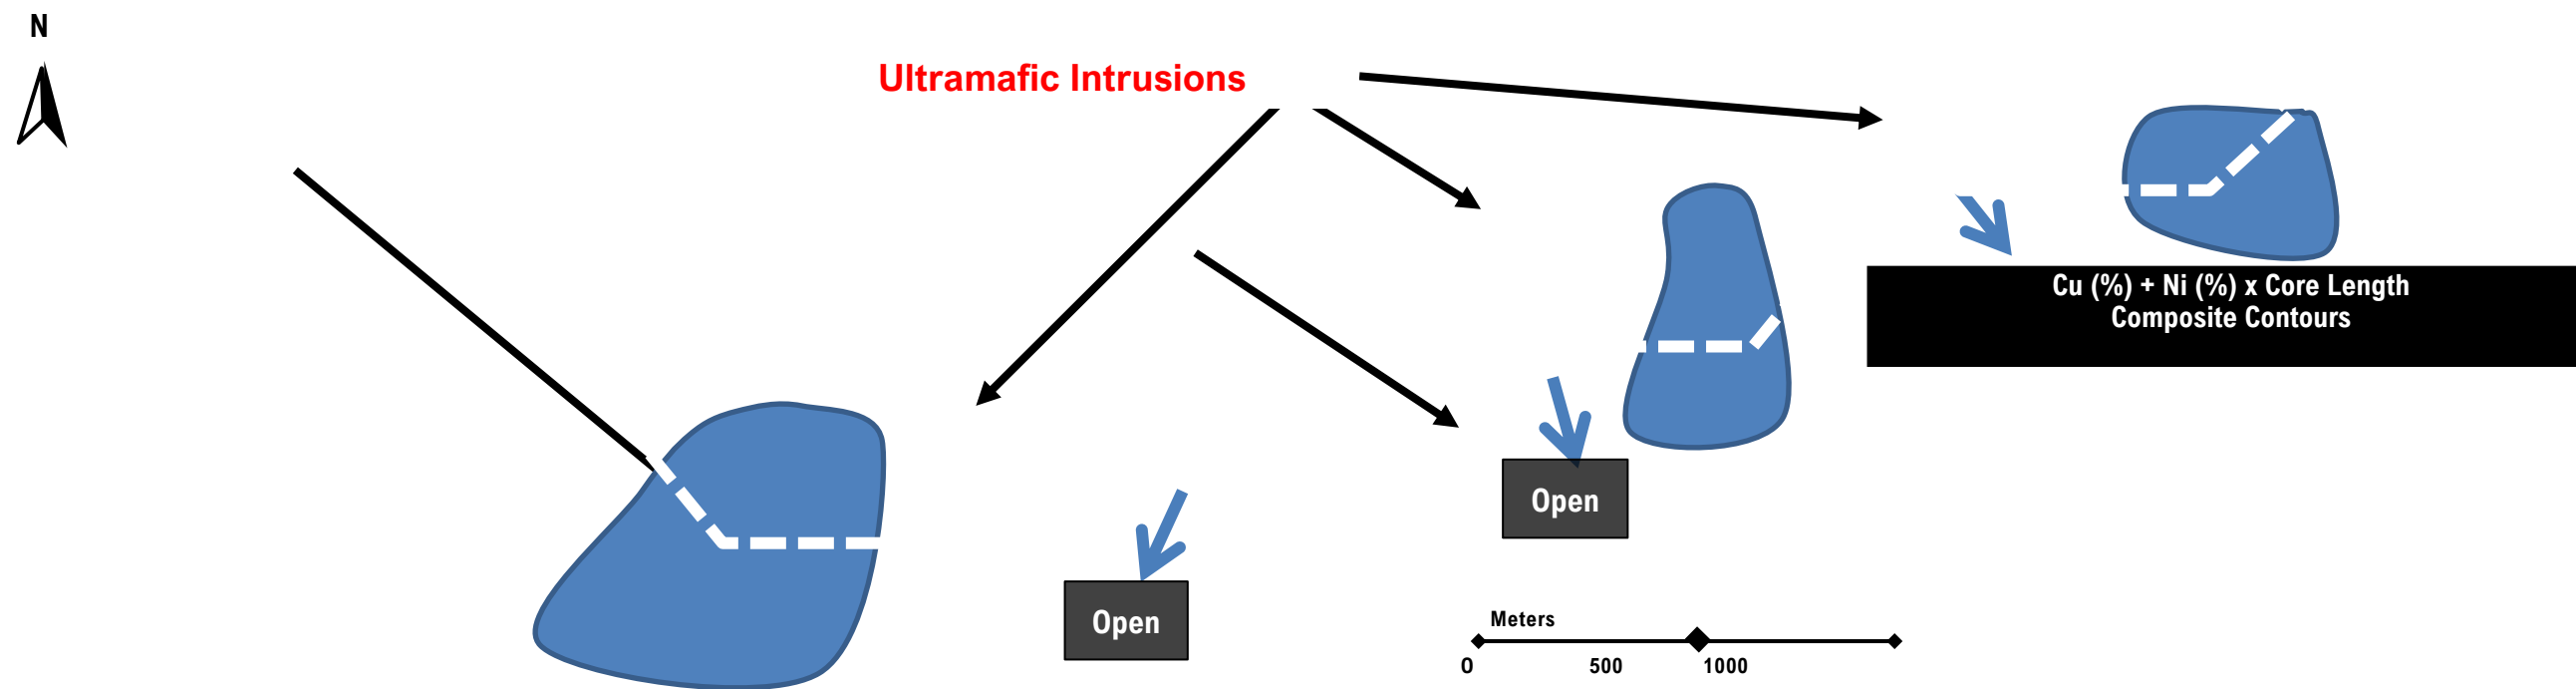 N
Ultramafic Intrusions
Cu (%) + Ni (%) x Core Length
Composite Contours
Open
Open
Meters
0 500 1000